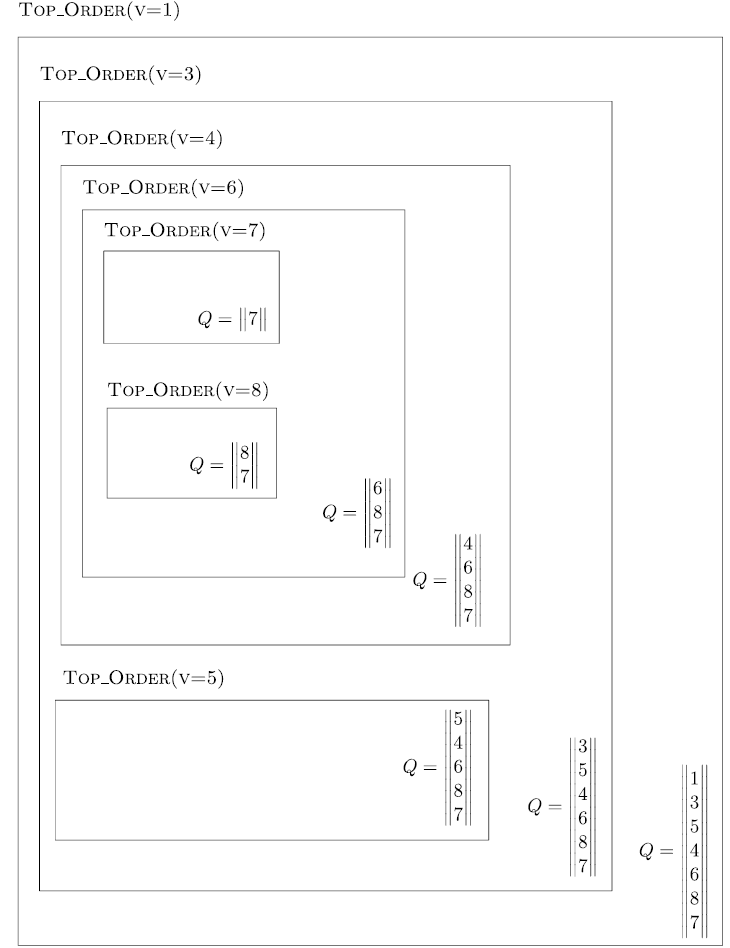 TOP_ORDER(V=1)
TOP_ORDER(V=3)
TOP_ORDER(V=4)
TOP_ORDER(V=6)
TOP_ORDER(V=7)
Q = ||7||
TOP_ORDER(V=8)
Q = ||8
7||
Q = ||6
8
7||
Q = ||4
6
8
7||
TOP_ORDER(V=5)
Q = ||5
4
6
8
7||
Q = ||3
5
4
6
8
7||
Q = ||1
3
5
4
6
8
7||